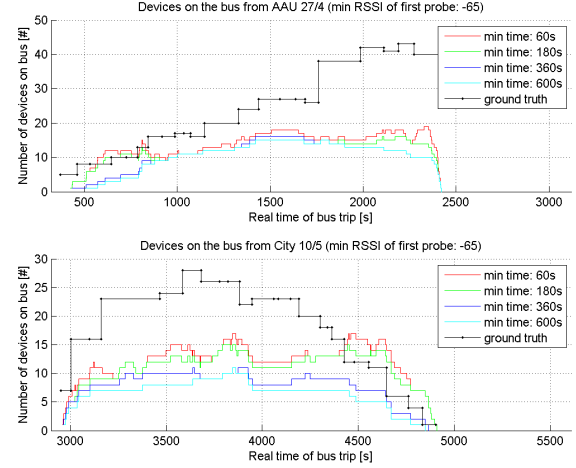 Devices on the bus from AAU 27/4 (min RSSI of first probe: -65)
Number of devices on bus [#]
50
40
30
20
10
0
min time: 60s
min time: 180s
min time: 360s
min time: 600s
ground truth
500 1000 1500 2000 2500 3000
Real time of bus trip [s]
Devices on the bus from City 10/5 (min RSSI of first probe: -65)
Number of devices on bus [#]
30
25
20
15
10
5
0
min time: 60s
min time: 180s
min time: 360s
min time: 600s
ground truth
3000 3500 4000 4500 5000 5500
Real time of bus trip [s]